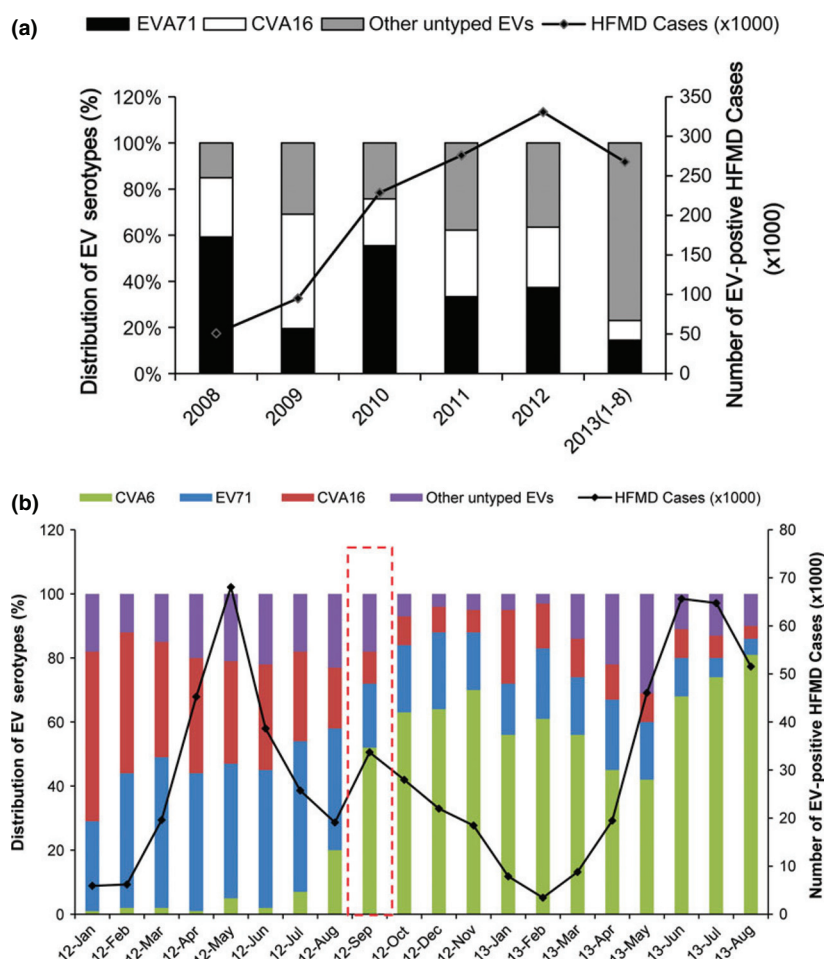 (a)
EVA71 CVA16 Other untyped EVs HFMD Cases (x1000)
Distribution of EV serotypes (%)
120%
100%
80%
60%
40%
20%
0%
350
300
250
200
150
100
50
0
Number of EV-postive HFMD Cases
(x1000)
2008 2009 2010 2011 2012 2013(1-8)
(b)
CVA6 EV71 CVA16 Other untyped EVs HFMD Cases (x1000)
Distribution of EV serotypes (%)
120
100
80
60
40
20
0
80
70
60
50
40
30
20
10
0
Number of EV-positive HFMD Cases (x1000)
12-Jan 12-Feb 12-Mar 12-Apr 12-May 12-Jun 12-Jul 12-Aug 12-Sep 12-Oct 12-Dec 12-Nov 13-Jan 13-Feb 13-Mar 13-Apr 13-May 13-Jun 13-Jul 13-Aug